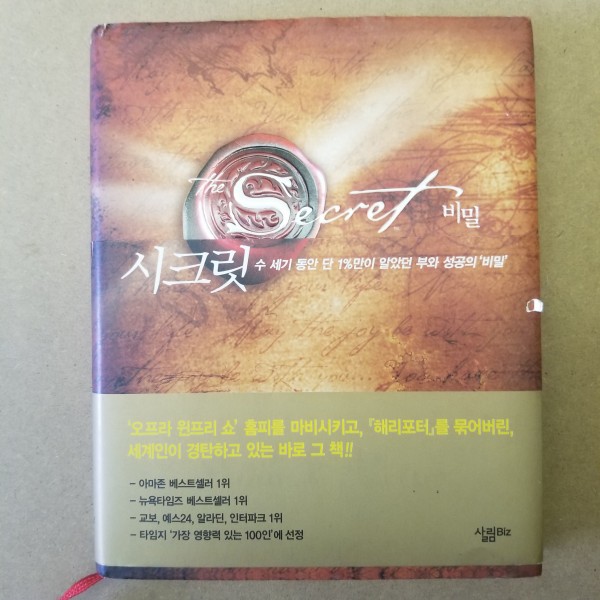 the Secret 비밀
시크릿 수 세기 동안 단 1%만이 알았던 부와 성공의 '비밀'
'오프라 윈프리 쇼' 홈피를 마비시키고, 『해리포터』를 묶어버린,
세계인이 경탄하고 있는 바로 그 책!!
- 아마존 베스트셀러 1위
- 뉴욕타임즈 베스트셀러 1위
- 교보, 예스24, 알라딘, 인터파크 1위
- 타임지 '가장 영향력 있는 100인'에 선정
살림Biz